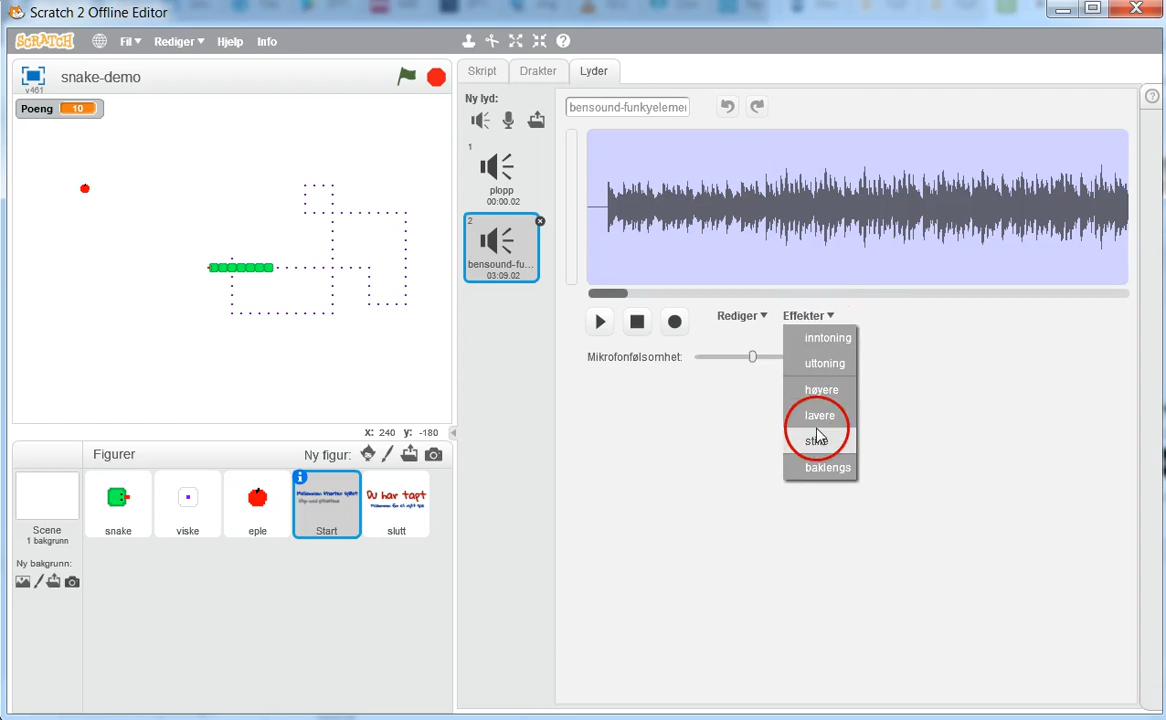 Scratch 2 Offline Editor
SCRATCH Fil Rediger Hjelp Info
v461
snake-demo
Poeng 10
x: 240 y: -180
Figurer Ny figur:
Scene
1 bakgrunn
Ny bakgrunn:
snake
viske
eple
Start
Du har tapt
slutt
Skript Drakter Lyder
Ny lyd:
1
plopp
00:00.02
2
bensound-fu...
03:09.02
bensound-funkyelemer
Rediger Effekter
Mikrofonfølsomhet:
inntoning
uttoning
høyere
lavere
baklengs